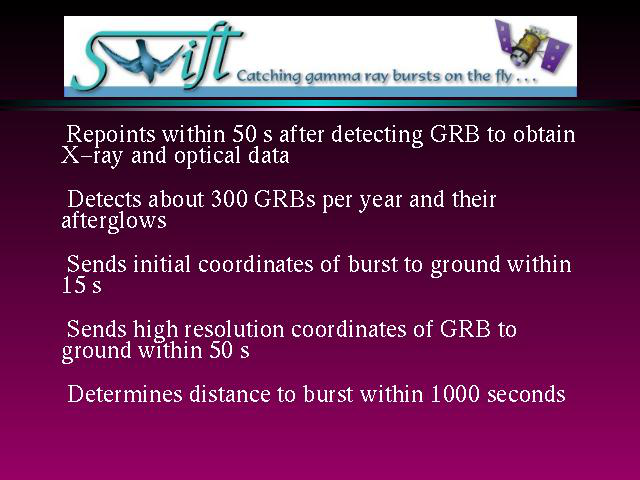 Swift
Catching gamma ray bursts on the fly . . .
Repoints within 50 s after detecting GRB to obtain
X−ray and optical data
Detects about 300 GRBs per year and their
afterglows
Sends initial coordinates of burst to ground within
15 s
Sends high resolution coordinates of GRB to
ground within 50 s
Determines distance to burst within 1000 seconds